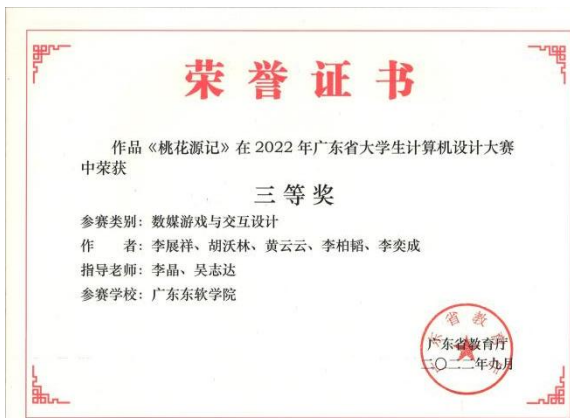 荣誉证书
作品《桃花源记》在 2022 年广东省大学生计算机设计大赛
中荣获
三等奖
参赛类别：数媒游戏与交互设计
作　　者：李展祥、胡沃林、黄云云、李柏韬、李奕成
指导老师：李晶、吴志达
参赛学校：广东东软学院
广东省教育厅
二〇二二年九月